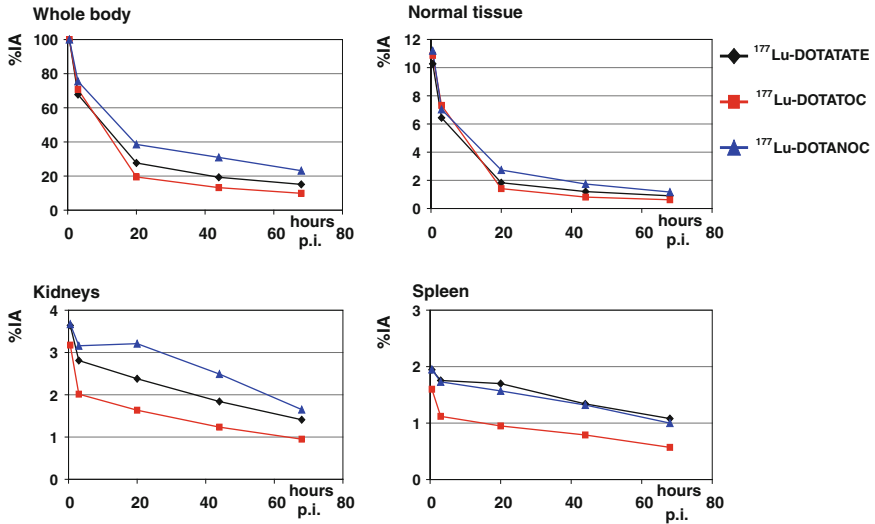 Whole body
%IA
100
80
60
40
20
0
0 20 40 60 80
hours
p.i.
Normal tissue
%IA
12
10
8
6
4
2
0
0 20 40 60 80
hours
p.i.
¹⁷⁷Lu-DOTATATE
¹⁷⁷Lu-DOTATOC
¹⁷⁷Lu-DOTANOC
Kidneys
%IA
4
3
2
1
0
0 20 40 60 80
hours
p.i.
Spleen
%IA
3
2
1
0
0 20 40 60 80
hours
p.i.